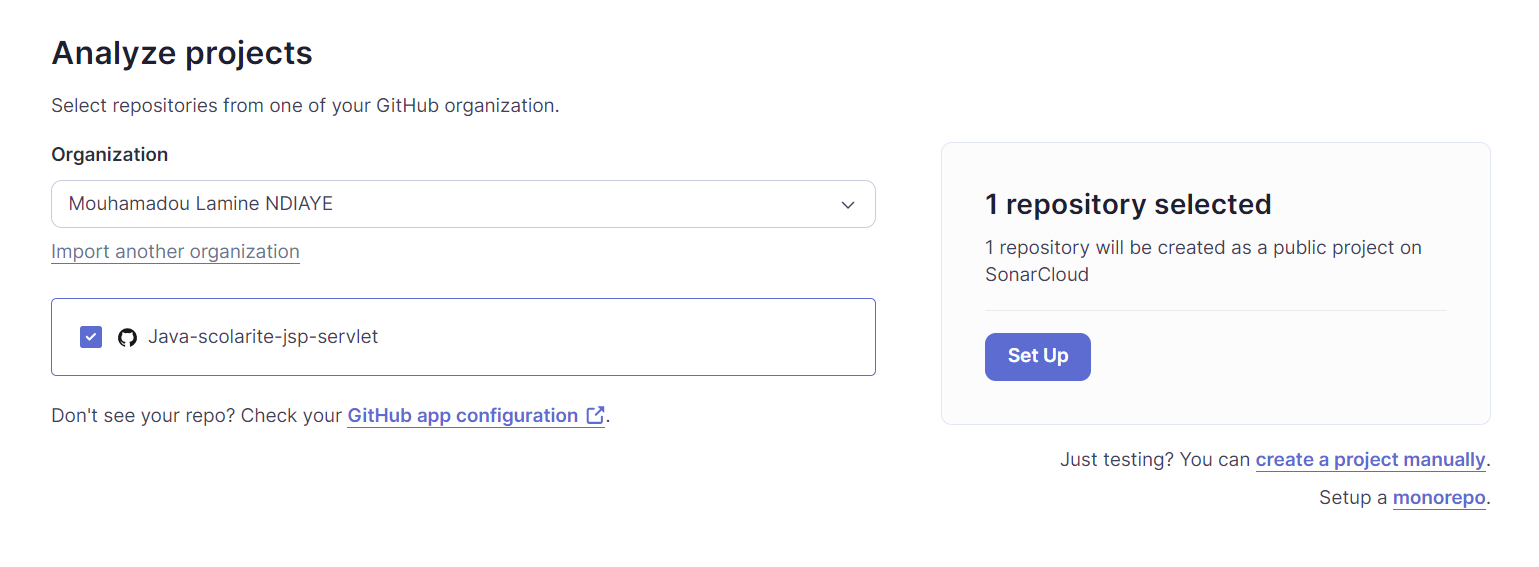 Analyze projects
Select repositories from one of your GitHub organization.
Organization
Mouhamadou Lamine NDIAYE
Import another organization
Java-scolarite-jsp-servlet
Don't see your repo? Check your GitHub app configuration.
1 repository selected
1 repository will be created as a public project on
SonarCloud
Set Up
Just testing? You can create a project manually.
Setup a monorepo.